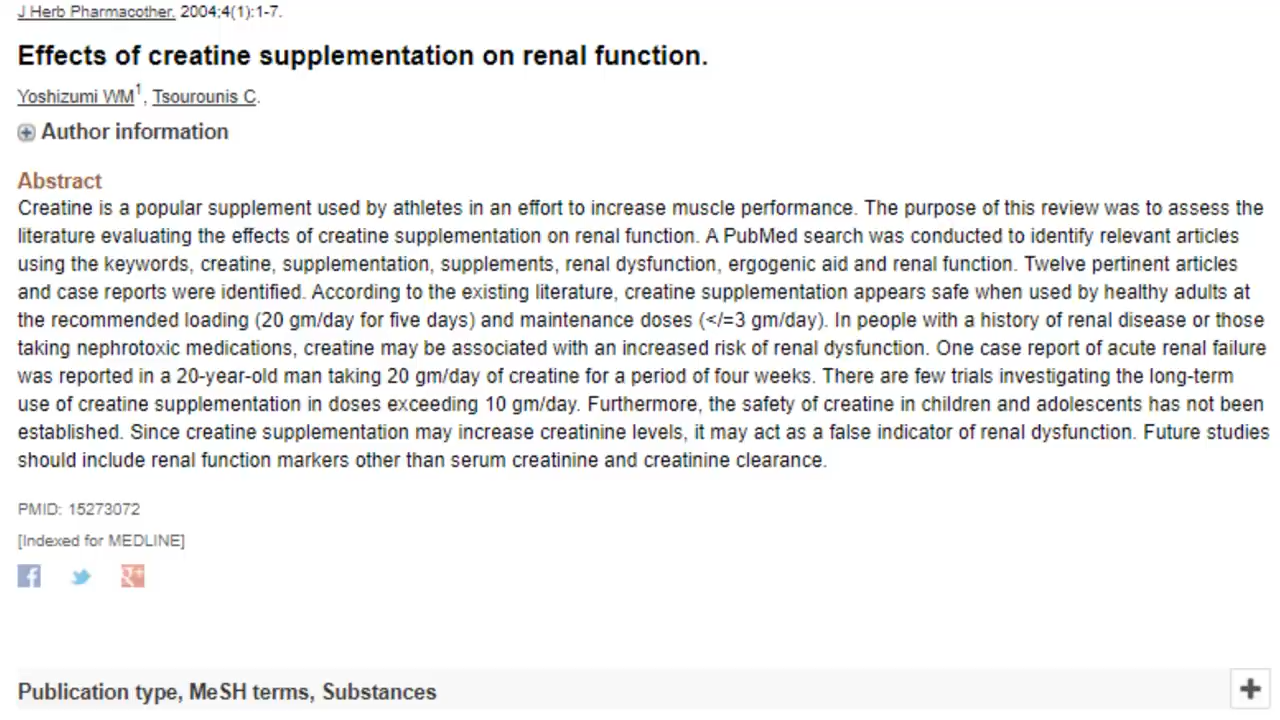 J Herb Pharmacother. 2004;4(1):1-7.
Effects of creatine supplementation on renal function.
Yoshizumi WM1, Tsourounis C.
Author information
Abstract
Creatine is a popular supplement used by athletes in an effort to increase muscle performance. The purpose of this review was to assess the
literature evaluating the effects of creatine supplementation on renal function. A PubMed search was conducted to identify relevant articles
using the keywords, creatine, supplementation, supplements, renal dysfunction, ergogenic aid and renal function. Twelve pertinent articles
and case reports were identified. According to the existing literature, creatine supplementation appears safe when used by healthy adults at
the recommended loading (20 gm/day for five days) and maintenance doses (</=3 gm/day). In people with a history of renal disease or those
taking nephrotoxic medications, creatine may be associated with an increased risk of renal dysfunction. One case report of acute renal failure
was reported in a 20-year-old man taking 20 gm/day of creatine for a period of four weeks. There are few trials investigating the long-term
use of creatine supplementation in doses exceeding 10 gm/day. Furthermore, the safety of creatine in children and adolescents has not been
established. Since creatine supplementation may increase creatinine levels, it may act as a false indicator of renal dysfunction. Future studies
should include renal function markers other than serum creatinine and creatinine clearance.
PMID: 15273072
[Indexed for MEDLINE]
f g+
Publication type, MeSH terms, Substances